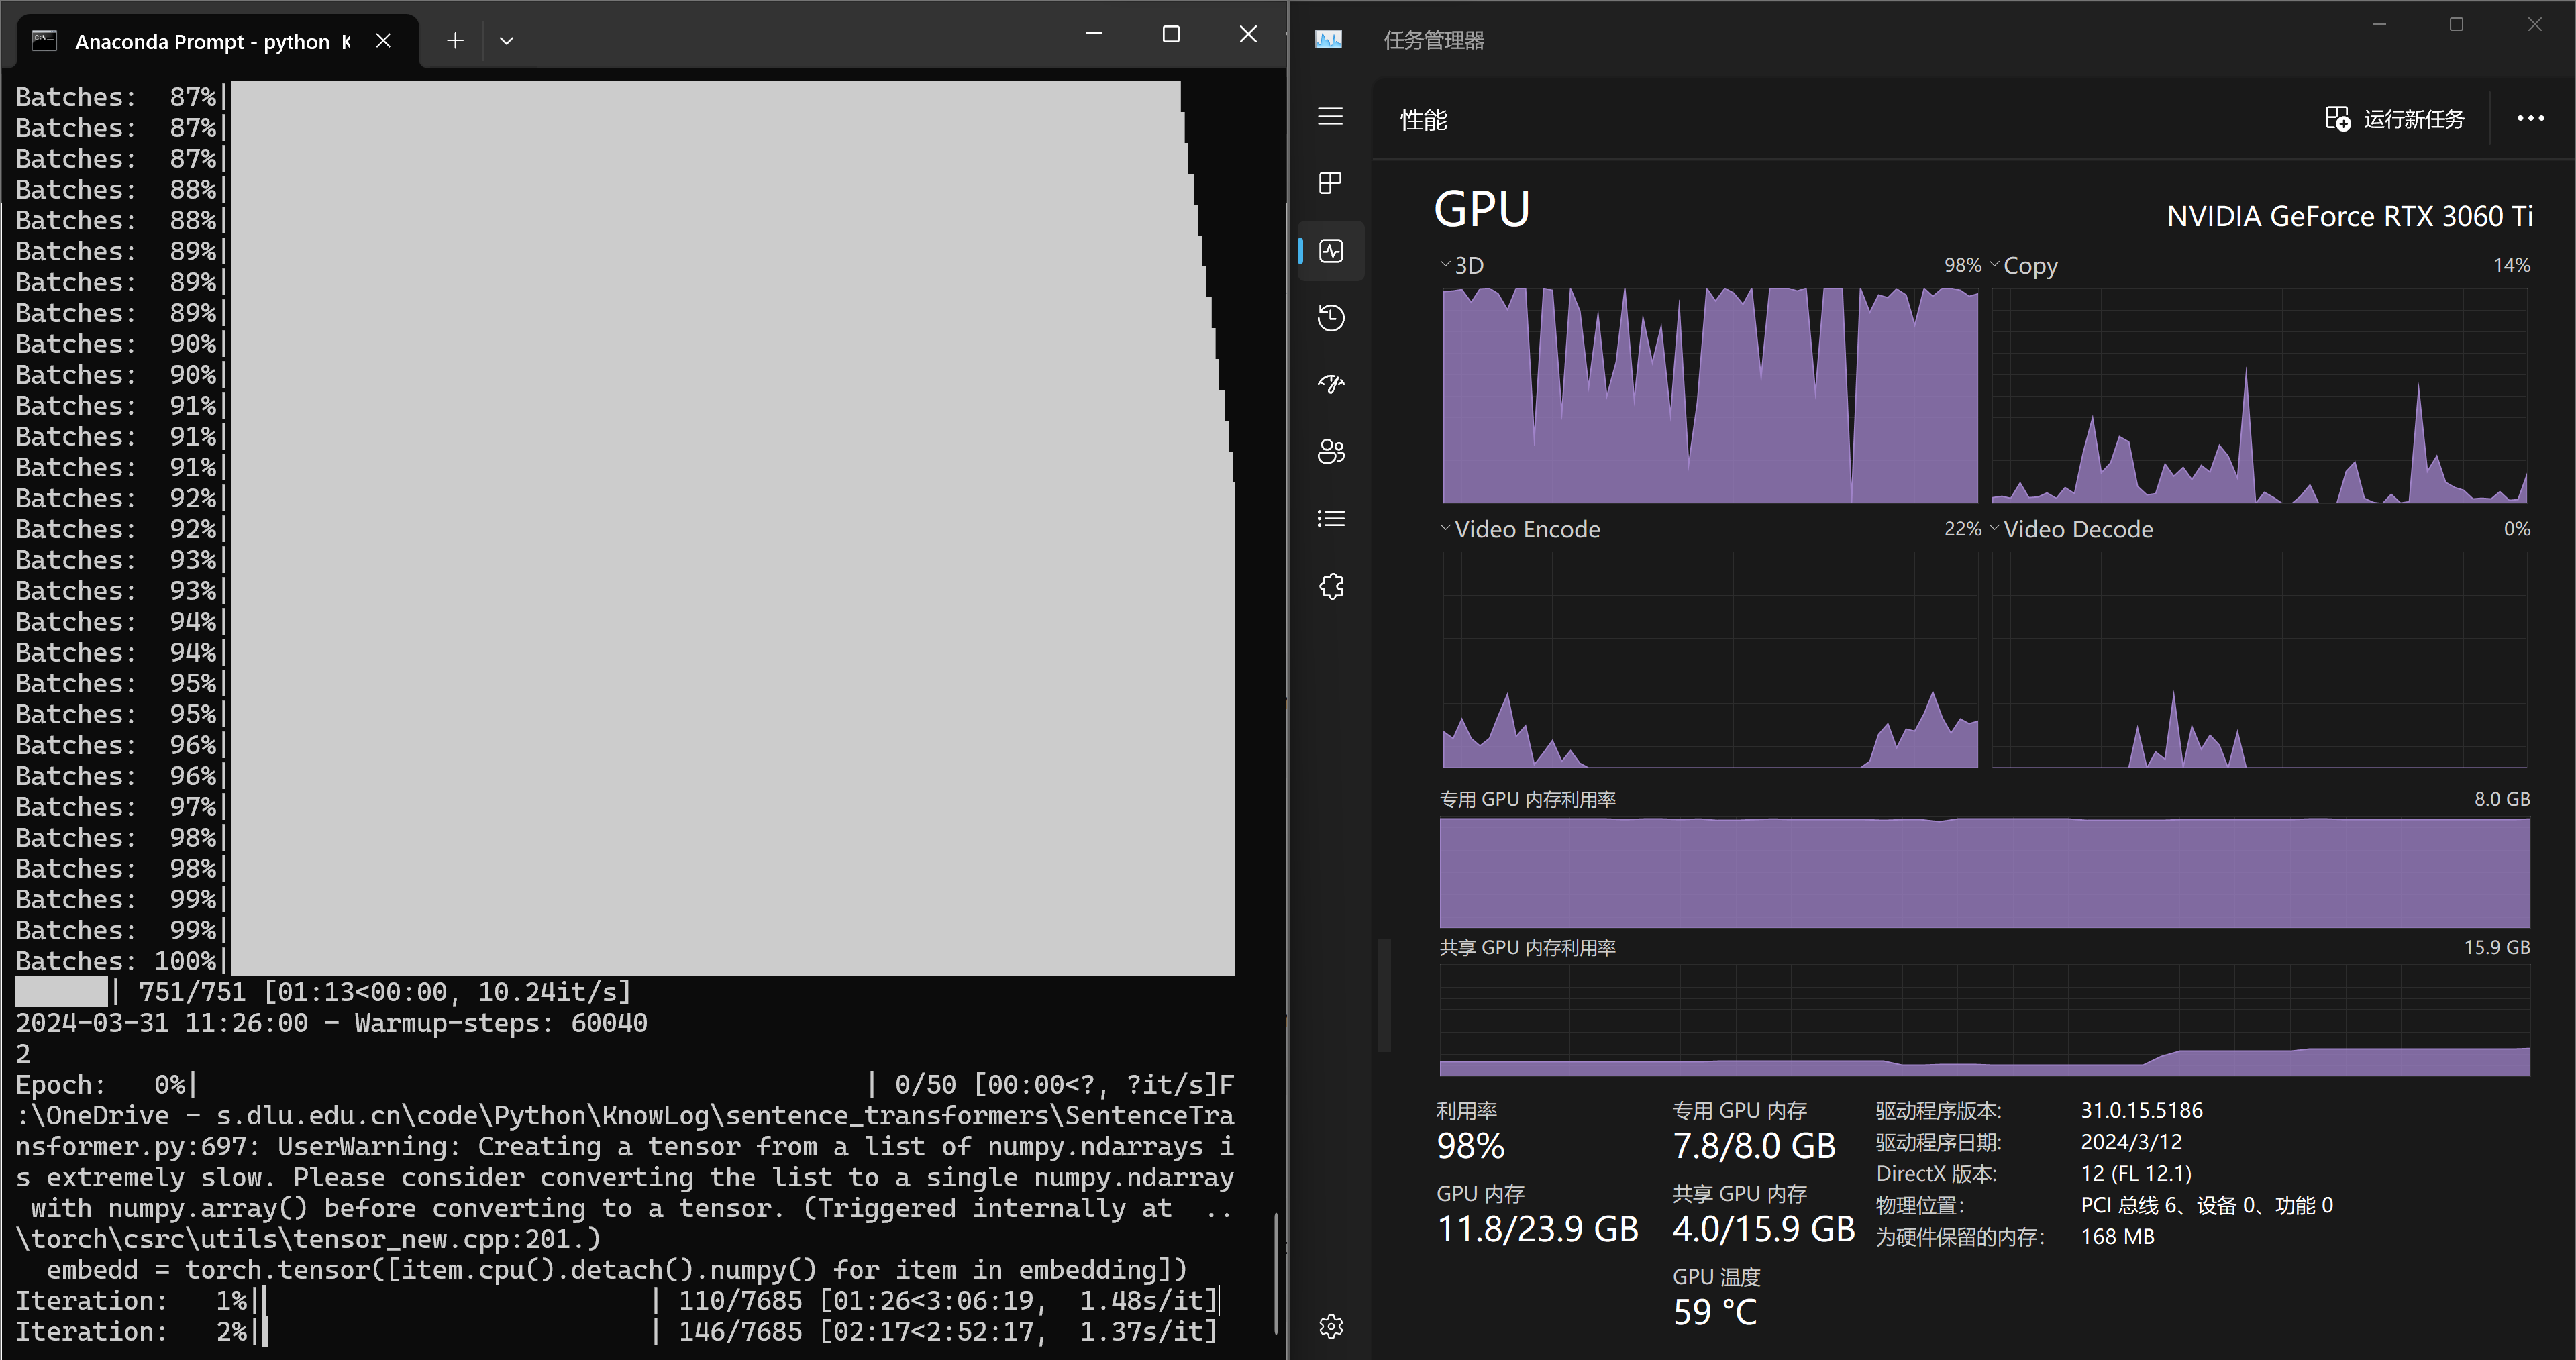 Anaconda Prompt - python K
Batches:  87%|
Batches:  87%|
Batches:  87%|
Batches:  88%|
Batches:  88%|
Batches:  89%|
Batches:  89%|
Batches:  89%|
Batches:  90%|
Batches:  90%|
Batches:  91%|
Batches:  91%|
Batches:  91%|
Batches:  92%|
Batches:  92%|
Batches:  93%|
Batches:  93%|
Batches:  94%|
Batches:  94%|
Batches:  95%|
Batches:  95%|
Batches:  96%|
Batches:  96%|
Batches:  97%|
Batches:  98%|
Batches:  98%|
Batches:  99%|
Batches:  99%|
Batches: 100%|
| 751/751 [01:13<00:00, 10.24it/s]
2024-03-31 11:26:00 - Warmup-steps: 60040
2
Epoch:   0%| | 0/50 [00:00<?, ?it/s]F
:\OneDrive - s.dlu.edu.cn\code\Python\KnowLog\sentence_transformers\SentenceTra
nsformer.py:697: UserWarning: Creating a tensor from a list of numpy.ndarrays i
s extremely slow. Please consider converting the list to a single numpy.ndarray
with numpy.array() before converting to a tensor. (Triggered internally at  ..
\torch\csrc\utils\tensor_new.cpp:201.)
embedd = torch.tensor([item.cpu().detach().numpy() for item in embedding])
Iteration:   1%| | 110/7685 [01:26<3:06:19,  1.48s/it]
Iteration:   2%| | 146/7685 [02:17<2:52:17,  1.37s/it]
任务管理器
性能
运行新任务
GPU
NVIDIA GeForce RTX 3060 Ti
3D 98%
Copy 14%
Video Encode 22%
Video Decode 0%
专用 GPU 内存利用率 8.0 GB
共享 GPU 内存利用率 15.9 GB
利用率
98%
专用 GPU 内存
7.8/8.0 GB
GPU 内存
11.8/23.9 GB
共享 GPU 内存
4.0/15.9 GB
GPU 温度
59 °C
驱动程序版本: 31.0.15.5186
驱动程序日期: 2024/3/12
DirectX 版本: 12 (FL 12.1)
物理位置: PCI 总线 6、设备 0、功能 0
为硬件保留的内存: 168 MB